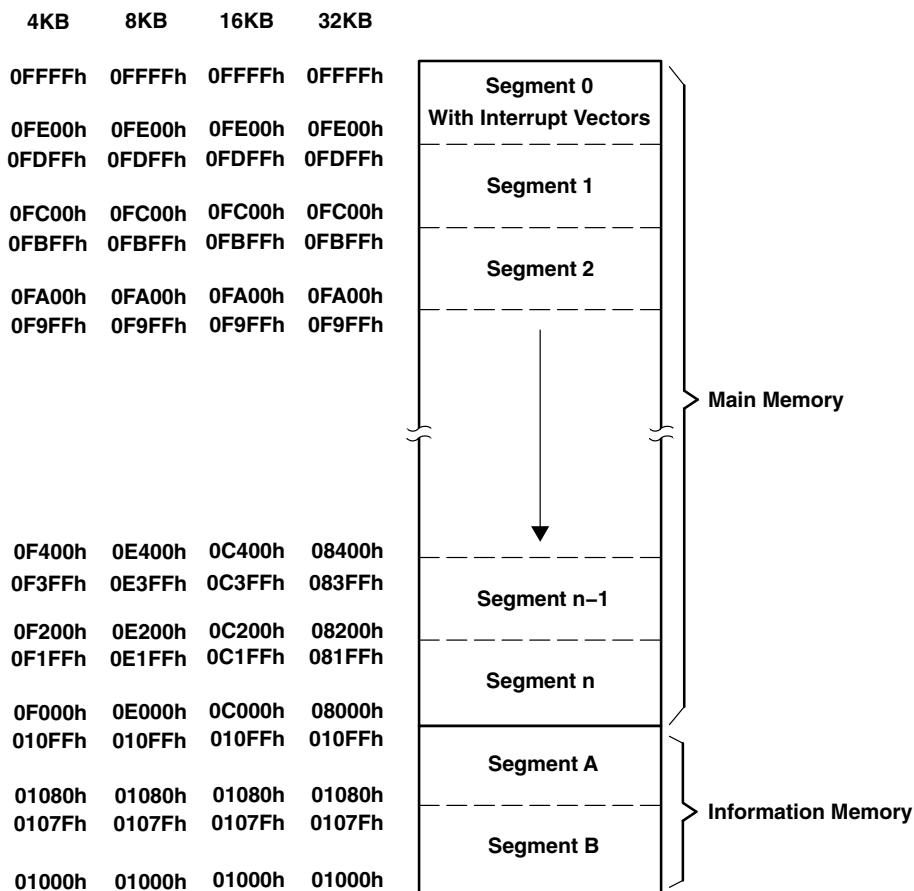 4KB 8KB 16KB 32KB
0FFFFh 0FFFFh 0FFFFh 0FFFFh
Segment 0
With Interrupt Vectors
0FE00h 0FE00h 0FE00h 0FE00h
0FDFFh 0FDFFh 0FDFFh 0FDFFh
Segment 1
0FC00h 0FC00h 0FC00h 0FC00h
0FBFFh 0FBFFh 0FBFFh 0FBFFh
Segment 2
0FA00h 0FA00h 0FA00h 0FA00h
0F9FFh 0F9FFh 0F9FFh 0F9FFh
Main Memory
0F400h 0E400h 0C400h 08400h
0F3FFh 0E3FFh 0C3FFh 083FFh
Segment n−1
0F200h 0E200h 0C200h 08200h
0F1FFh 0E1FFh 0C1FFh 081FFh
Segment n
0F000h 0E000h 0C000h 08000h
010FFh 010FFh 010FFh 010FFh
Segment A
01080h 01080h 01080h 01080h
0107Fh 0107Fh 0107Fh 0107Fh
Information Memory
Segment B
01000h 01000h 01000h 01000h